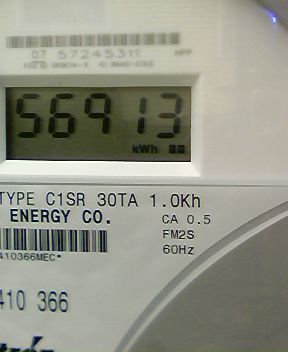 07 57245311
56913
kWh
TYPE C1SR 30TA 1.0Kh
ENERGY CO.
CA 0.5
FM2S
60Hz
410366MEC*
410 366